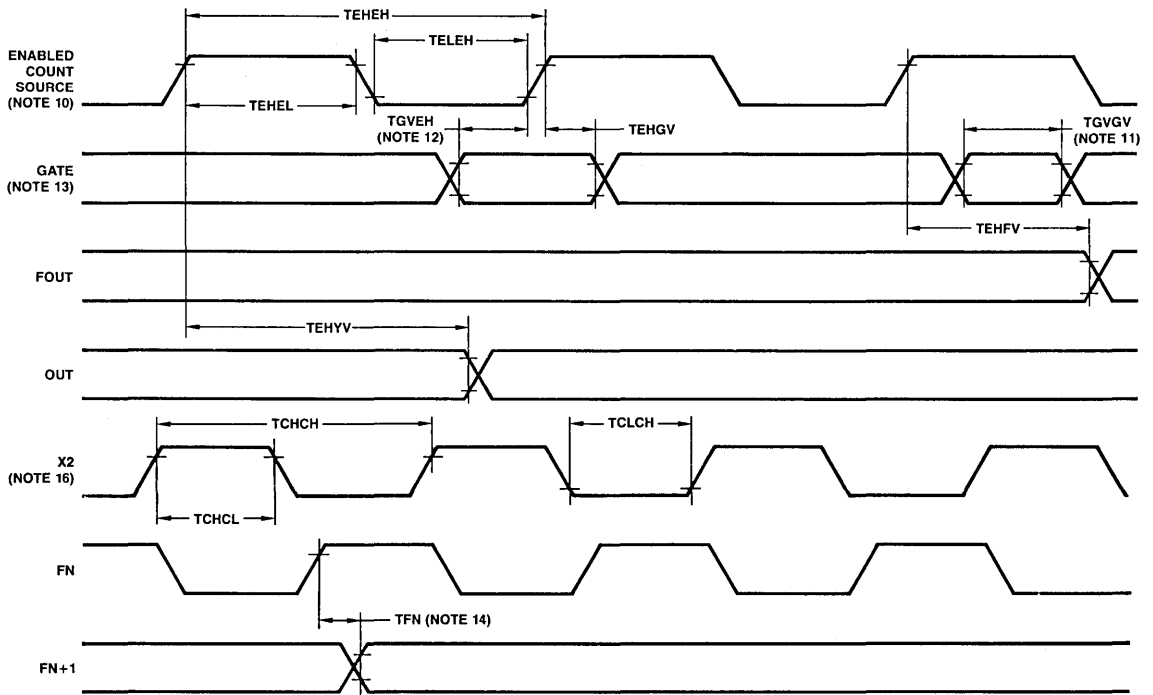 TEHEH
TELEH
ENABLED
COUNT
SOURCE
(NOTE 10)
TEHEL
TGVEH
(NOTE 12)
TEHGV
TGVGV
(NOTE 11)
GATE
(NOTE 13)
TEHFV
FOUT
TEHYV
OUT
TCHCH
TCLCH
X2
(NOTE 16)
TCHCL
FN
TFN (NOTE 14)
FN+1